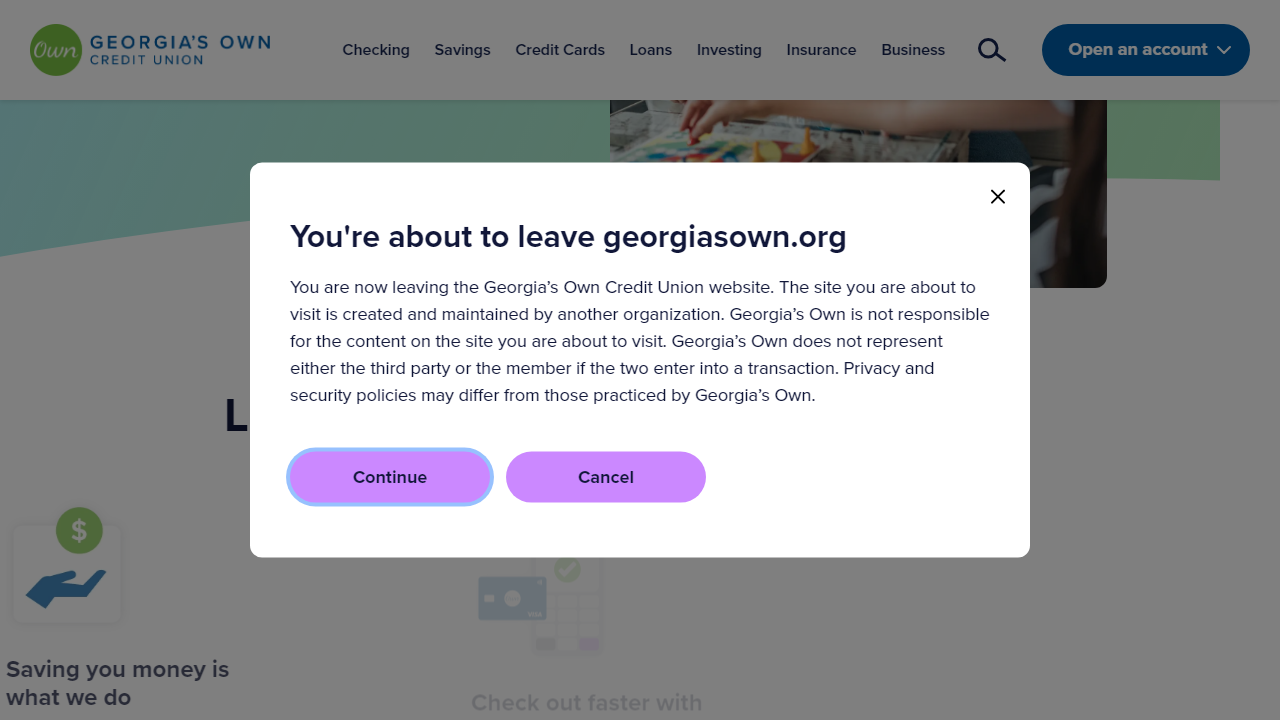 Own GEORGIA'S OWN
CREDIT UNION
Checking Savings Credit Cards Loans Investing Insurance Business Open an account
You're about to leave georgiasown.org
You are now leaving the Georgia’s Own Credit Union website. The site you are about to
visit is created and maintained by another organization. Georgia’s Own is not responsible
for the content on the site you are about to visit. Georgia’s Own does not represent
either the third party or the member if the two enter into a transaction. Privacy and
security policies may differ from those practiced by Georgia’s Own.
L
Continue Cancel
$
Saving you money is
what we do
Check out faster with